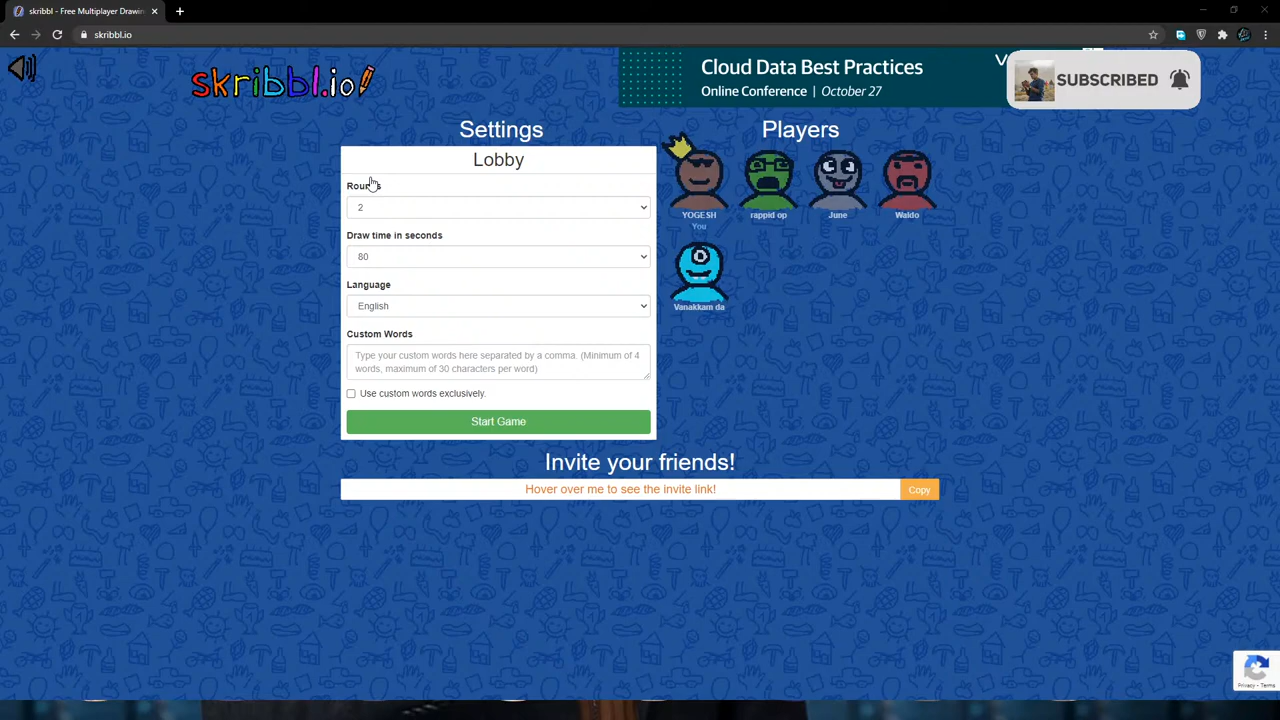 skribbl - Free Multiplayer Drawin
skribbl.io
skribbl.io
Cloud Data Best Practices
Online Conference | October 27
SUBSCRIBED
Settings
Players
Lobby
Rounds
2
Draw time in seconds
80
Language
English
Custom Words
Type your custom words here separated by a comma. (Minimum of 4
words, maximum of 30 characters per word)
Use custom words exclusively.
Start Game
YOGESH
You
rappid op
June
Waldo
Vanakkam da
Invite your friends!
Hover over me to see the invite link!
Copy
Privacy - Terms